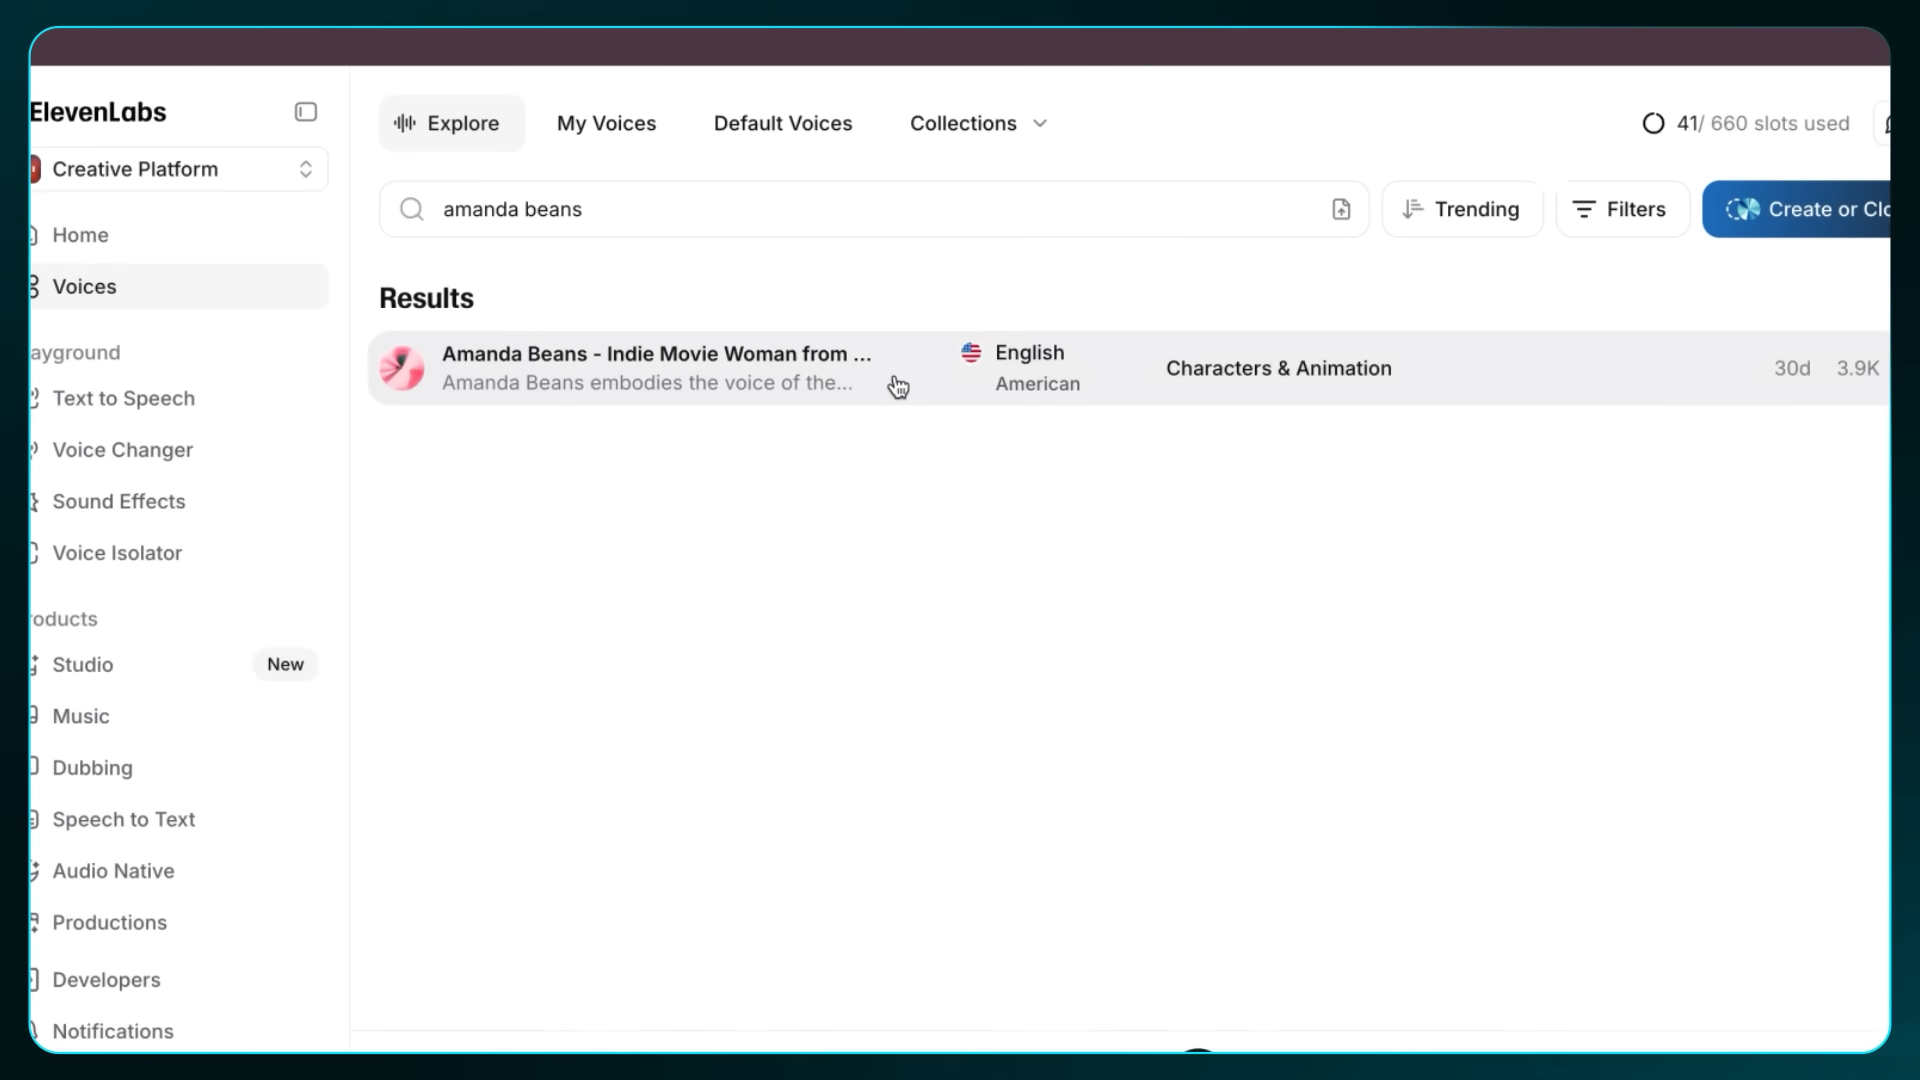 ElevenLabs
Creative Platform
Home
Voices
ayground
Text to Speech
Voice Changer
Sound Effects
Voice Isolator
oducts
Studio New
Music
Dubbing
Speech to Text
Audio Native
Productions
Developers
Notifications
Explore My Voices Default Voices Collections 41/ 660 slots used
amanda beans Trending Filters Create or Clo
Results
Amanda Beans - Indie Movie Woman from ...
Amanda Beans embodies the voice of the...
English
American
Characters & Animation
30d 3.9K